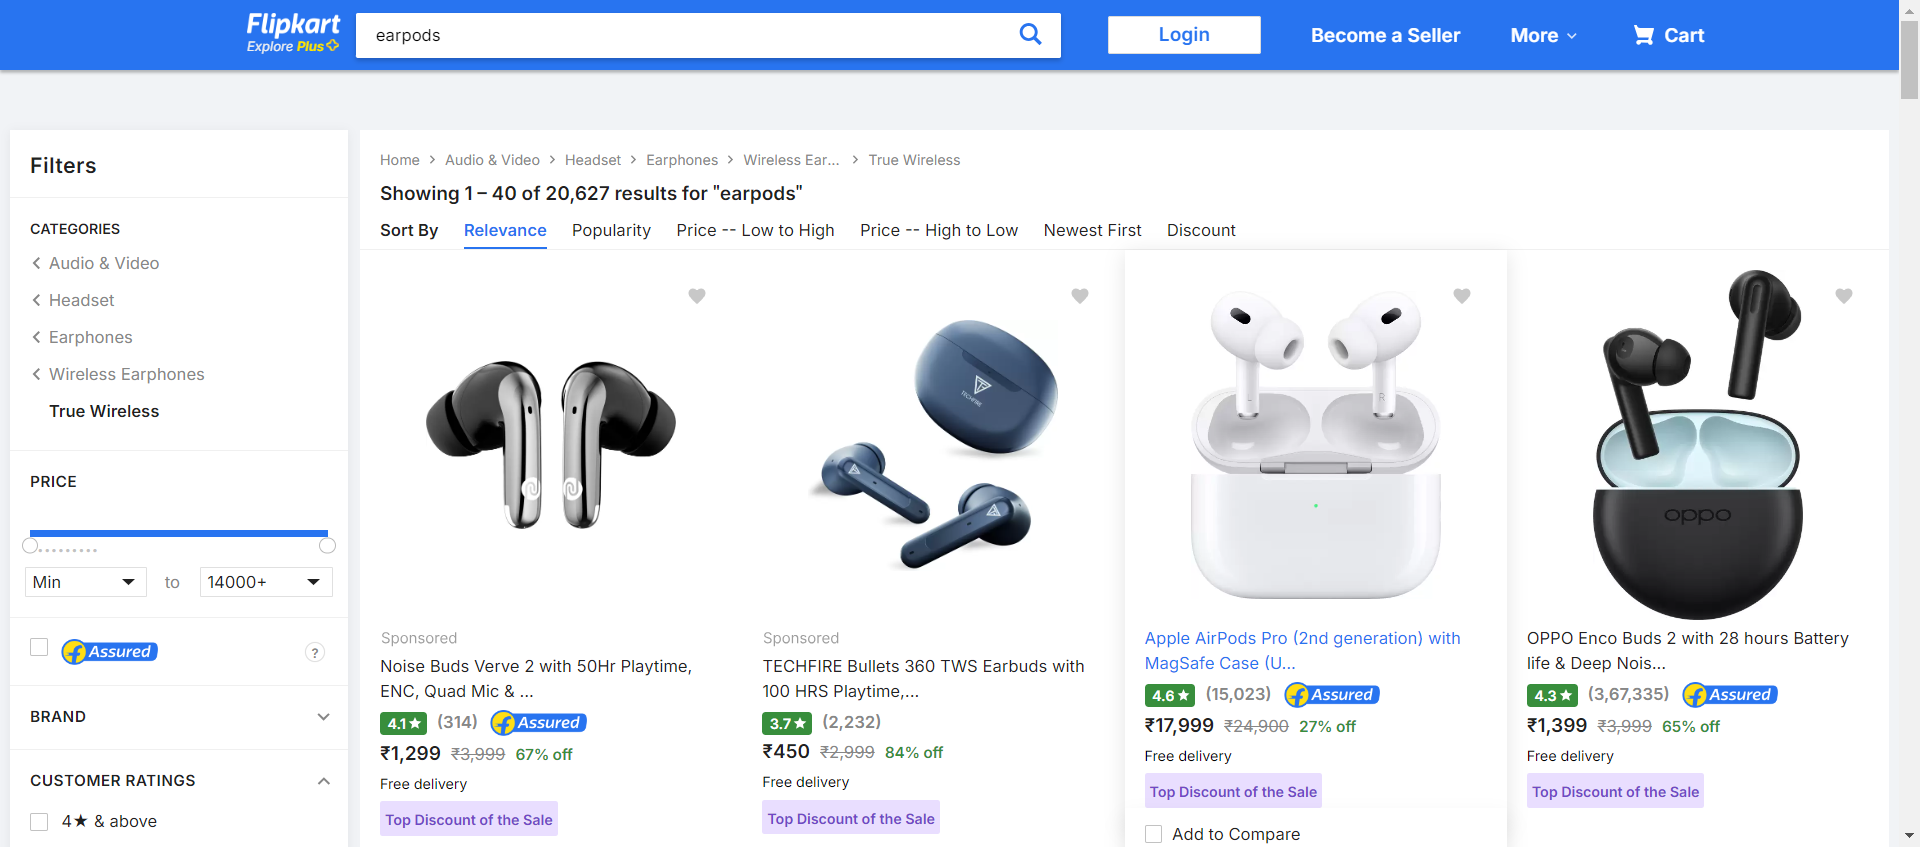 Flipkart
Explore Plus
earpods
Login
Become a Seller
More
Cart
Filters
CATEGORIES
Audio & Video
Headset
Earphones
Wireless Earphones
True Wireless
PRICE
Min to 14000+
Assured
?
BRAND
CUSTOMER RATINGS
4★ & above
Home > Audio & Video > Headset > Earphones > Wireless Ear... > True Wireless
Showing 1 – 40 of 20,627 results for "earpods"
Sort By Relevance Popularity Price -- Low to High Price -- High to Low Newest First Discount
Sponsored
Noise Buds Verve 2 with 50Hr Playtime,
ENC, Quad Mic & ...
4.1★ (314) Assured
₹1,299 ₹3,999 67% off
Free delivery
Top Discount of the Sale
TECHFIRE
Sponsored
TECHFIRE Bullets 360 TWS Earbuds with
100 HRS Playtime,...
3.7★ (2,232)
₹450 ₹2,999 84% off
Free delivery
Top Discount of the Sale
L
R
Apple AirPods Pro (2nd generation) with
MagSafe Case (U...
4.6★ (15,023) Assured
₹17,999 ₹24,900 27% off
Free delivery
Top Discount of the Sale
Add to Compare
oppo
OPPO Enco Buds 2 with 28 hours Battery
life & Deep Nois...
4.3★ (3,67,335) Assured
₹1,399 ₹3,999 65% off
Free delivery
Top Discount of the Sale